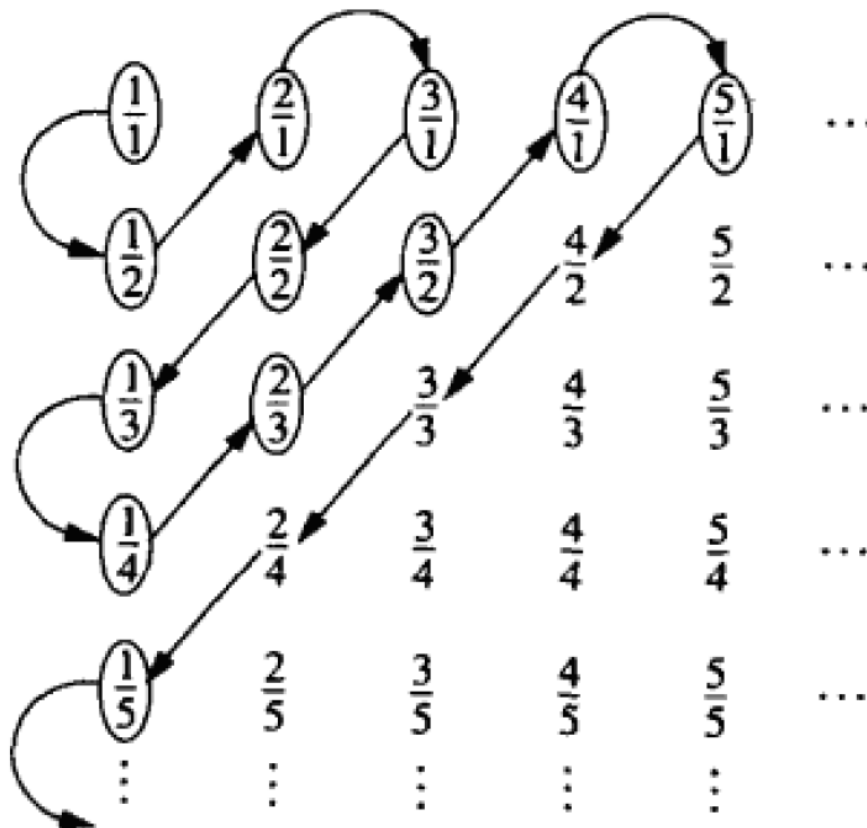 1/1 2/1 3/1 4/1 5/1 ...
1/2 2/2 3/2 4/2 5/2 ...
1/3 2/3 3/3 4/3 5/3 ...
1/4 2/4 3/4 4/4 5/4 ...
1/5 2/5 3/5 4/5 5/5 ...
⋮ ⋮ ⋮ ⋮ ⋮